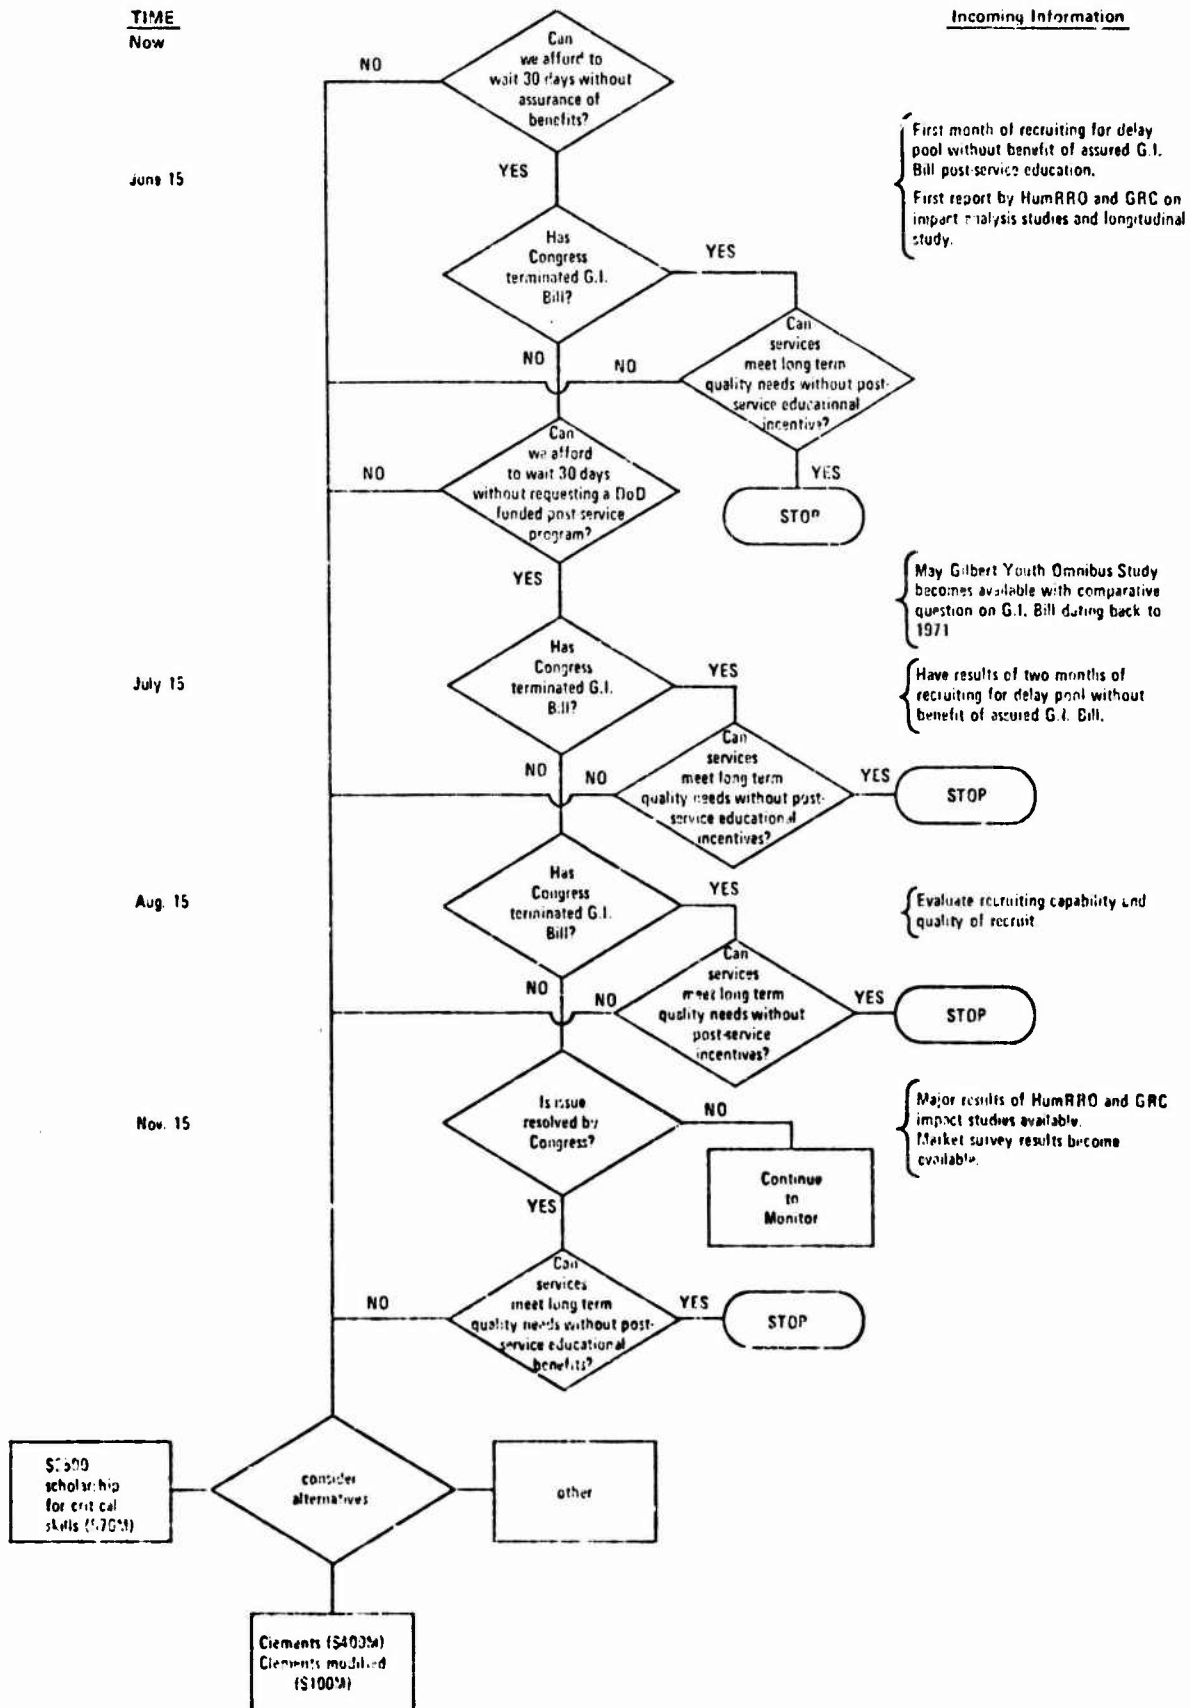 TIME
Now
Incoming Information
Can
we afford to
wait 30 days without
assurance of
benefits?
NO
YES
First month of recruiting for delay
pool without benefit of assured G.I.
Bill post-service education.
First report by HumRRO and GRC on
impact analysis studies and longitudinal
study.
June 15
Has
Congress
terminated G.I.
Bill?
YES
NO
Can
services
meet long term
quality needs without post-
service educational
incentive?
NO
YES
STOP
Can
we afford
to wait 30 days
without requesting a DoD
funded post service
program?
NO
YES
May Gilbert Youth Omnibus Study
becomes available with comparative
question on G.I. Bill dating back to
1971
July 15
Has
Congress
terminated G.I.
Bill?
YES
NO
Have results of two months of
recruiting for delay pool without
benefit of assured G.I. Bill.
Can
services
meet long term
quality needs without post-
service educational
incentives?
NO
YES
STOP
Aug. 15
Has
Congress
terminated G.I.
Bill?
YES
NO
Evaluate recruiting capability and
quality of recruit
Can
services
meet long term
quality needs without
post-service
incentives?
NO
YES
STOP
Nov. 15
Is issue
resolved by
Congress?
NO
YES
Continue
to
Monitor
Major results of HumRRO and GRC
impact studies available.
Market survey results become
available.
Can
services
meet long term
quality needs without post-
service educational
benefits?
NO
YES
STOP
scholarship
for critical
skills
consider
alternatives
other
Clements ($400M)
Clements modified
($100M)